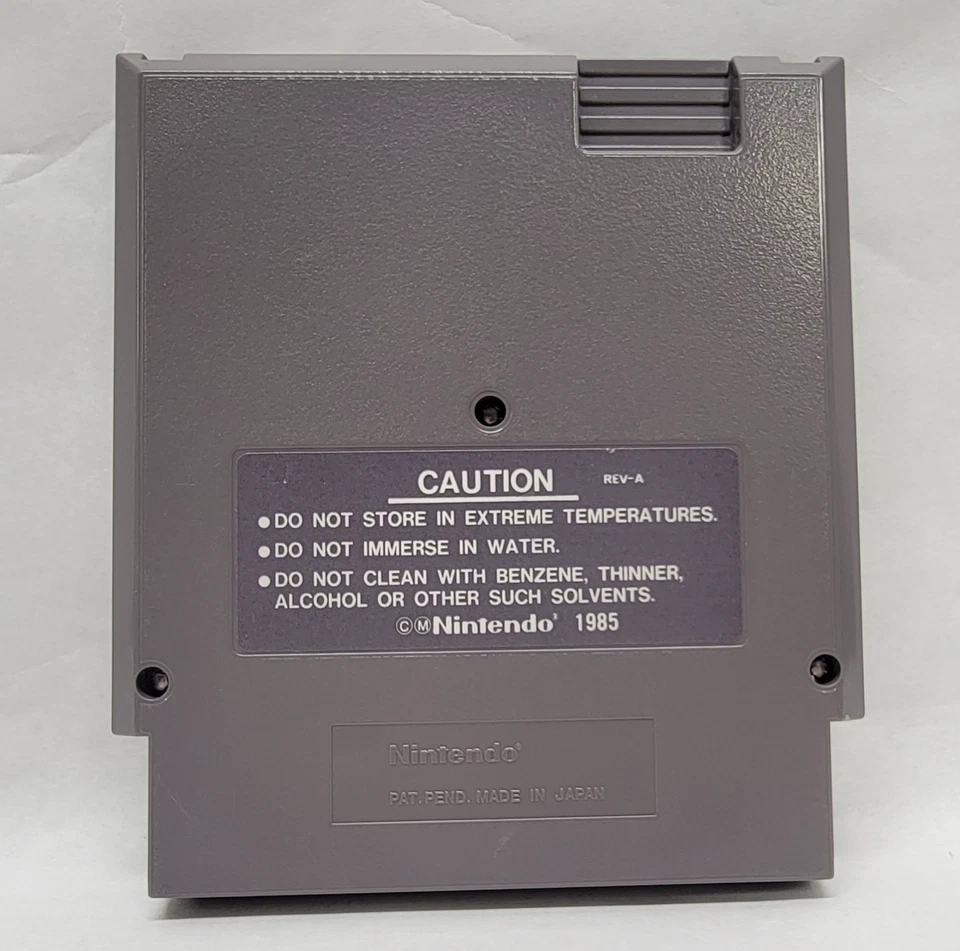 CAUTION REV-A
●DO NOT STORE IN EXTREME TEMPERATURES.
●DO NOT IMMERSE IN WATER.
●DO NOT CLEAN WITH BENZENE, THINNER,
ALCOHOL OR OTHER SUCH SOLVENTS.
©Ⓜ Nintendo® 1985
Nintendo®
PAT. PEND. MADE IN JAPAN